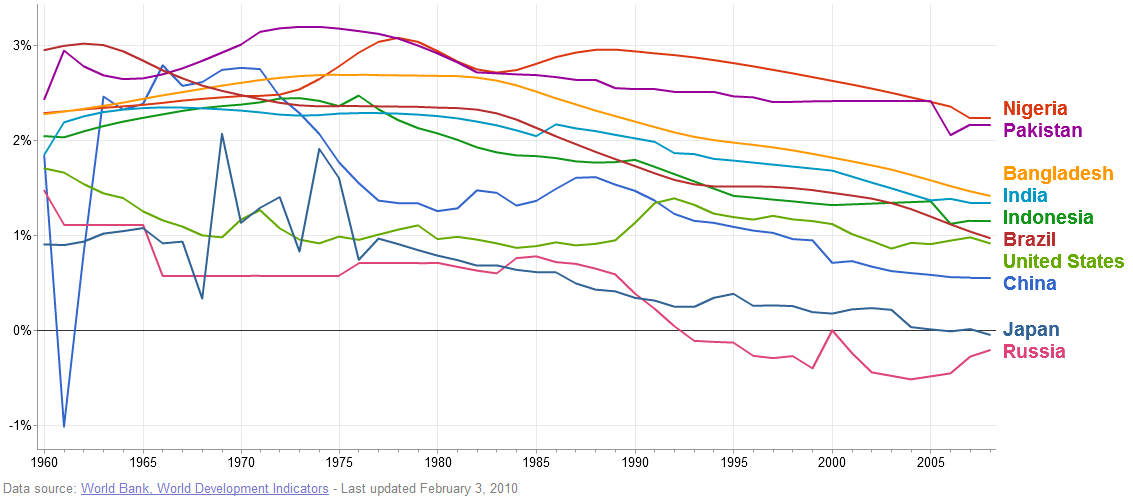 3%
2%
1%
0%
-1%
1960 1965 1970 1975 1980 1985 1990 1995 2000 2005
Nigeria
Pakistan
Bangladesh
India
Indonesia
Brazil
United States
China
Japan
Russia
Data source: World Bank, World Development Indicators - Last updated February 3, 2010